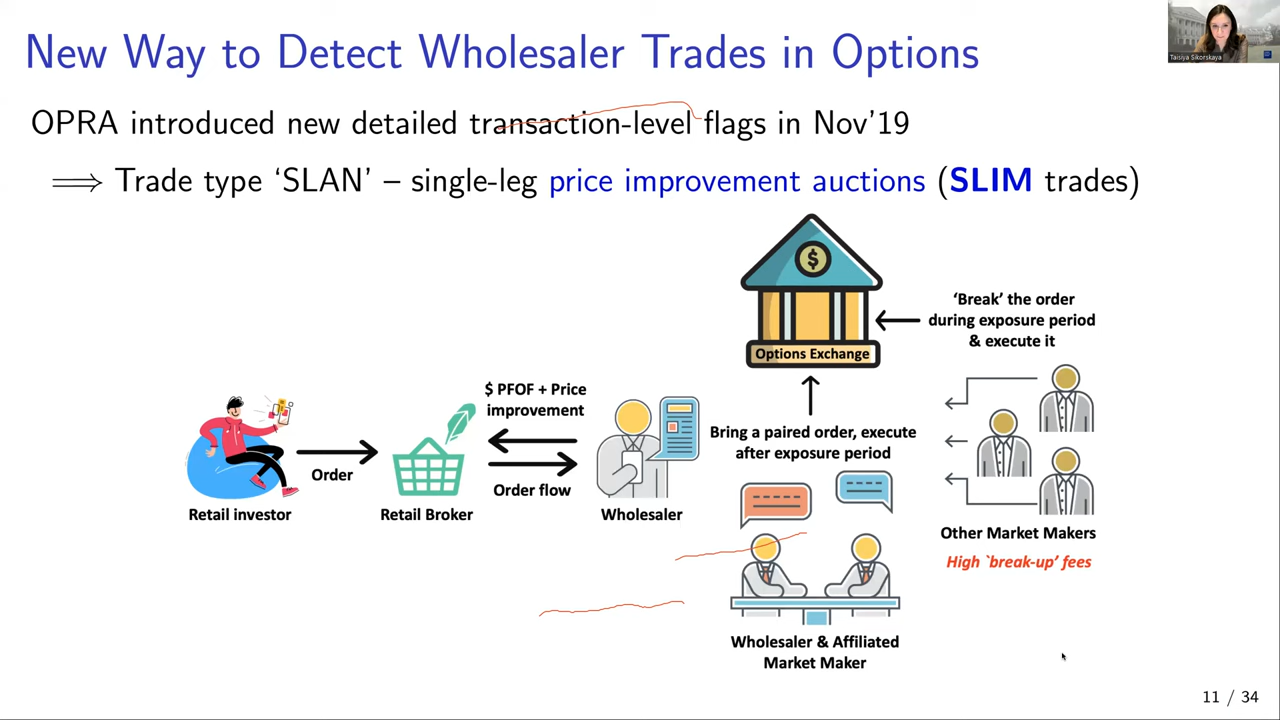 New Way to Detect Wholesaler Trades in Options
Taisiya Sikorskaya
OPRA introduced new detailed transaction-level flags in Nov'19
⟹ Trade type ‘SLAN’ – single-leg price improvement auctions (SLIM trades)
$
‘Break’ the order
during exposure period
& execute it
Options Exchange
$ PFOF + Price
improvement
Bring a paired order, execute
after exposure period
Order
Order flow
Retail investor
Retail Broker
Wholesaler
Other Market Makers
High `break-up’ fees
Wholesaler & Affiliated
Market Maker
11 / 34